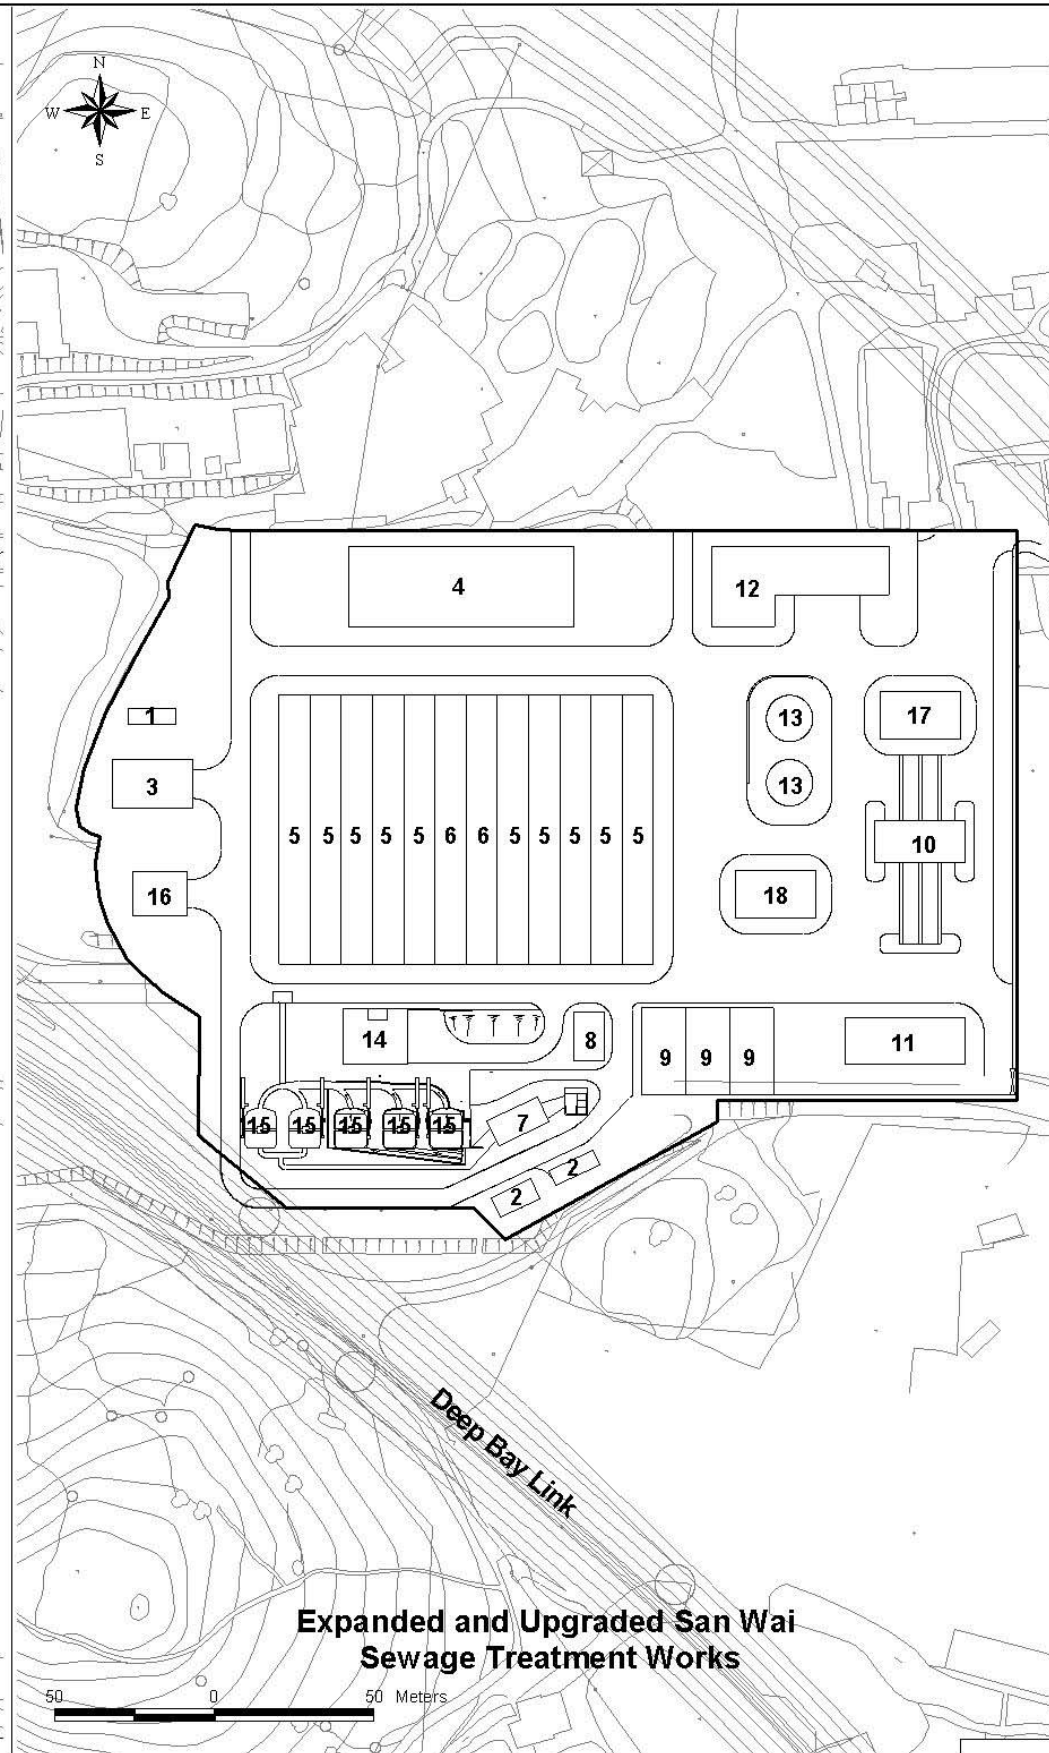 N
W E
S
4
12
1
13
17
3
13
5 5 5 5 5 6 6 5 5 5 5 5
10
16
18
14
8
9 9 9
11
15 15 15 15 15
7
2
2
Deep Bay Link
Expanded and Upgraded San Wai
Sewage Treatment Works
50 0 50 Meters